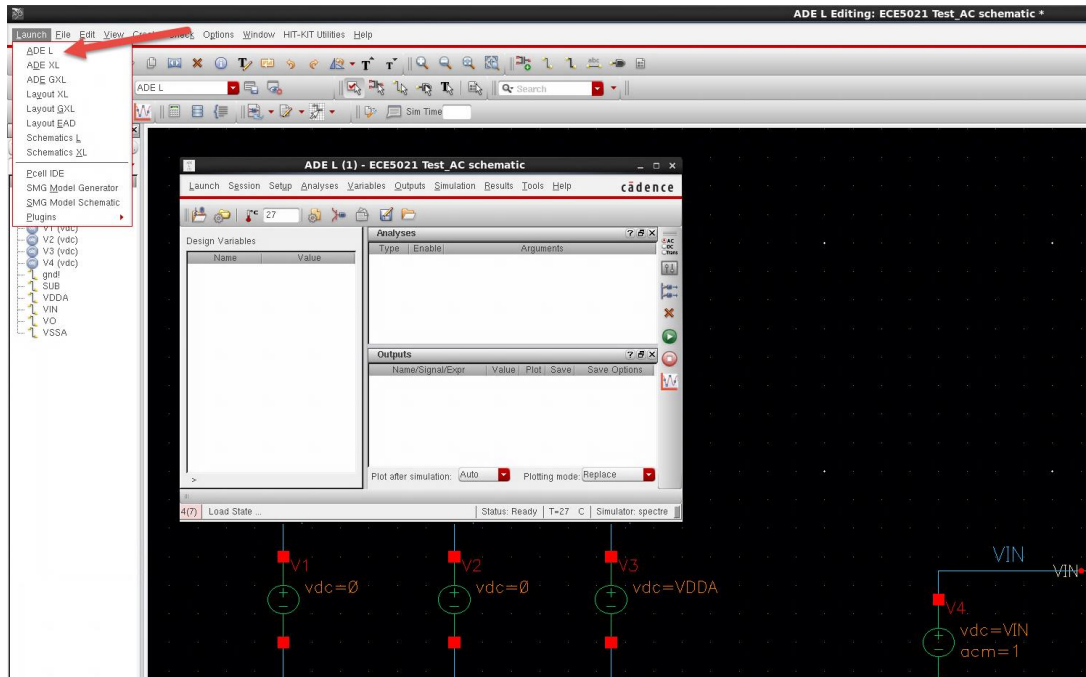 ADE L Editing: ECE5021 Test_AC schematic *
Launch File Edit View Options Window HIT-KIT Utilities Help
ADE L
ADE XL
ADE GXL
Layout XL
Layout GXL
Layout EAD
Schematics L
Schematics XL
Pcell IDE
SMG Model Generator
SMG Model Schematic
Plugins
ADE L
Search
Sim Time
V1 (vdc)
V2 (vdc)
V3 (vdc)
V4 (vdc)
gnd!
SUB
VDDA
VIN
VO
VSSA
ADE L (1) - ECE5021 Test_AC schematic
Launch Session Setup Analyses Variables Outputs Simulation Results Tools Help cādence
27
Design Variables
Name Value
Analyses
Type Enable Arguments
AC
DC
Trans
Outputs
Name/Signal/Expr Value Plot Save Save Options
Plot after simulation: Auto Plotting mode: Replace
>
4(7) Load State ... Status: Ready T=27 C Simulator: spectre
V1
vdc=0
V2
vdc=0
V3
vdc=VDDA
VIN
VIN
V4
vdc=VIN
acm=1